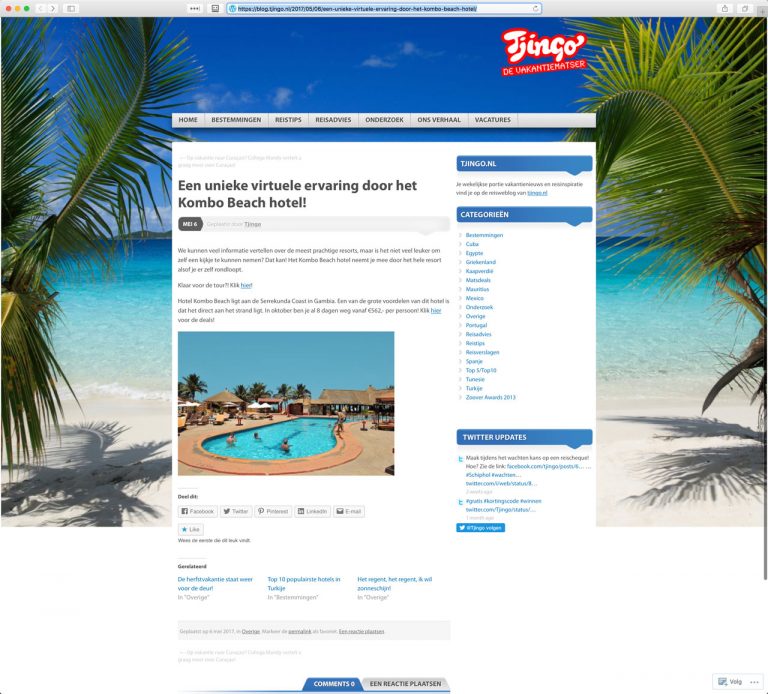 https://blog.tjingo.nl/2017/05/06/een-unieke-virtuele-ervaring-door-het-kombo-beach-hotel/
Tjingo
DE VAKANTIEMATSER
HOME BESTEMMINGEN REISTIPS REISADVIES ONDERZOEK ONS VERHAAL VACATURES
← Op vakantie naar Curaçao? Collega Mandy vertelt u
graag meer over Curaçao!
Een unieke virtuele ervaring door het
Kombo Beach hotel!
MEI 6 Geplaatst door Tjingo
We kunnen veel informatie vertellen over de meest prachtige resorts, maar is het niet veel leuker om
zelf een kijkje te kunnen nemen? Dat kan! Het Kombo Beach hotel neemt je mee door het hele resort
alsof je er zelf rondloopt.
Klaar voor de tour?! Klik hier!
Hotel Kombo Beach ligt aan de Serrekunda Coast in Gambia. Een van de grote voordelen van dit hotel is
dat het direct aan het strand ligt. In oktober ben je al 8 dagen weg vanaf €562,- per persoon! Klik hier
voor de deals!
Deel dit:
Facebook Twitter Pinterest LinkedIn E-mail
Like
Wees de eerste die dit leuk vindt.
Gerelateerd
De herfstvakantie staat weer
voor de deur!
In "Overige"
Top 10 populairste hotels in
Turkije
In "Bestemmingen"
Het regent, het regent, ik wil
zonneschijn!
In "Overige"
Geplaatst op 6 mei 2017, in Overige. Markeer de permalink als favoriet. Een reactie plaatsen.
← Op vakantie naar Curaçao? Collega Mandy vertelt u
graag meer over Curaçao!
COMMENTS 0 EEN REACTIE PLAATSEN
TJINGO.NL
Je wekelijkse portie vakantienieuws en reisinspiratie
vind je op de reisweblog van tjingo.nl
CATEGORIEËN
Bestemmingen
Cuba
Egypte
Griekenland
Kaapverdië
Matsdeals
Mauritius
Mexico
Onderzoek
Overige
Portugal
Reisadvies
Reistips
Reisverslagen
Spanje
Top 5/Top10
Tunesie
Turkije
Zoover Awards 2013
TWITTER UPDATES
Maak tijdens het wachten kans op een reischeque!
Hoe? Zie de link: facebook.com/tjingo/posts/6… …
#Schiphol #wachten…
twitter.com/i/web/status/8…
3 weeks ago
#gratis #kortingscode #winnen
twitter.com/Tjingo/status/…
1 month ago
@Tjingo volgen
Volg